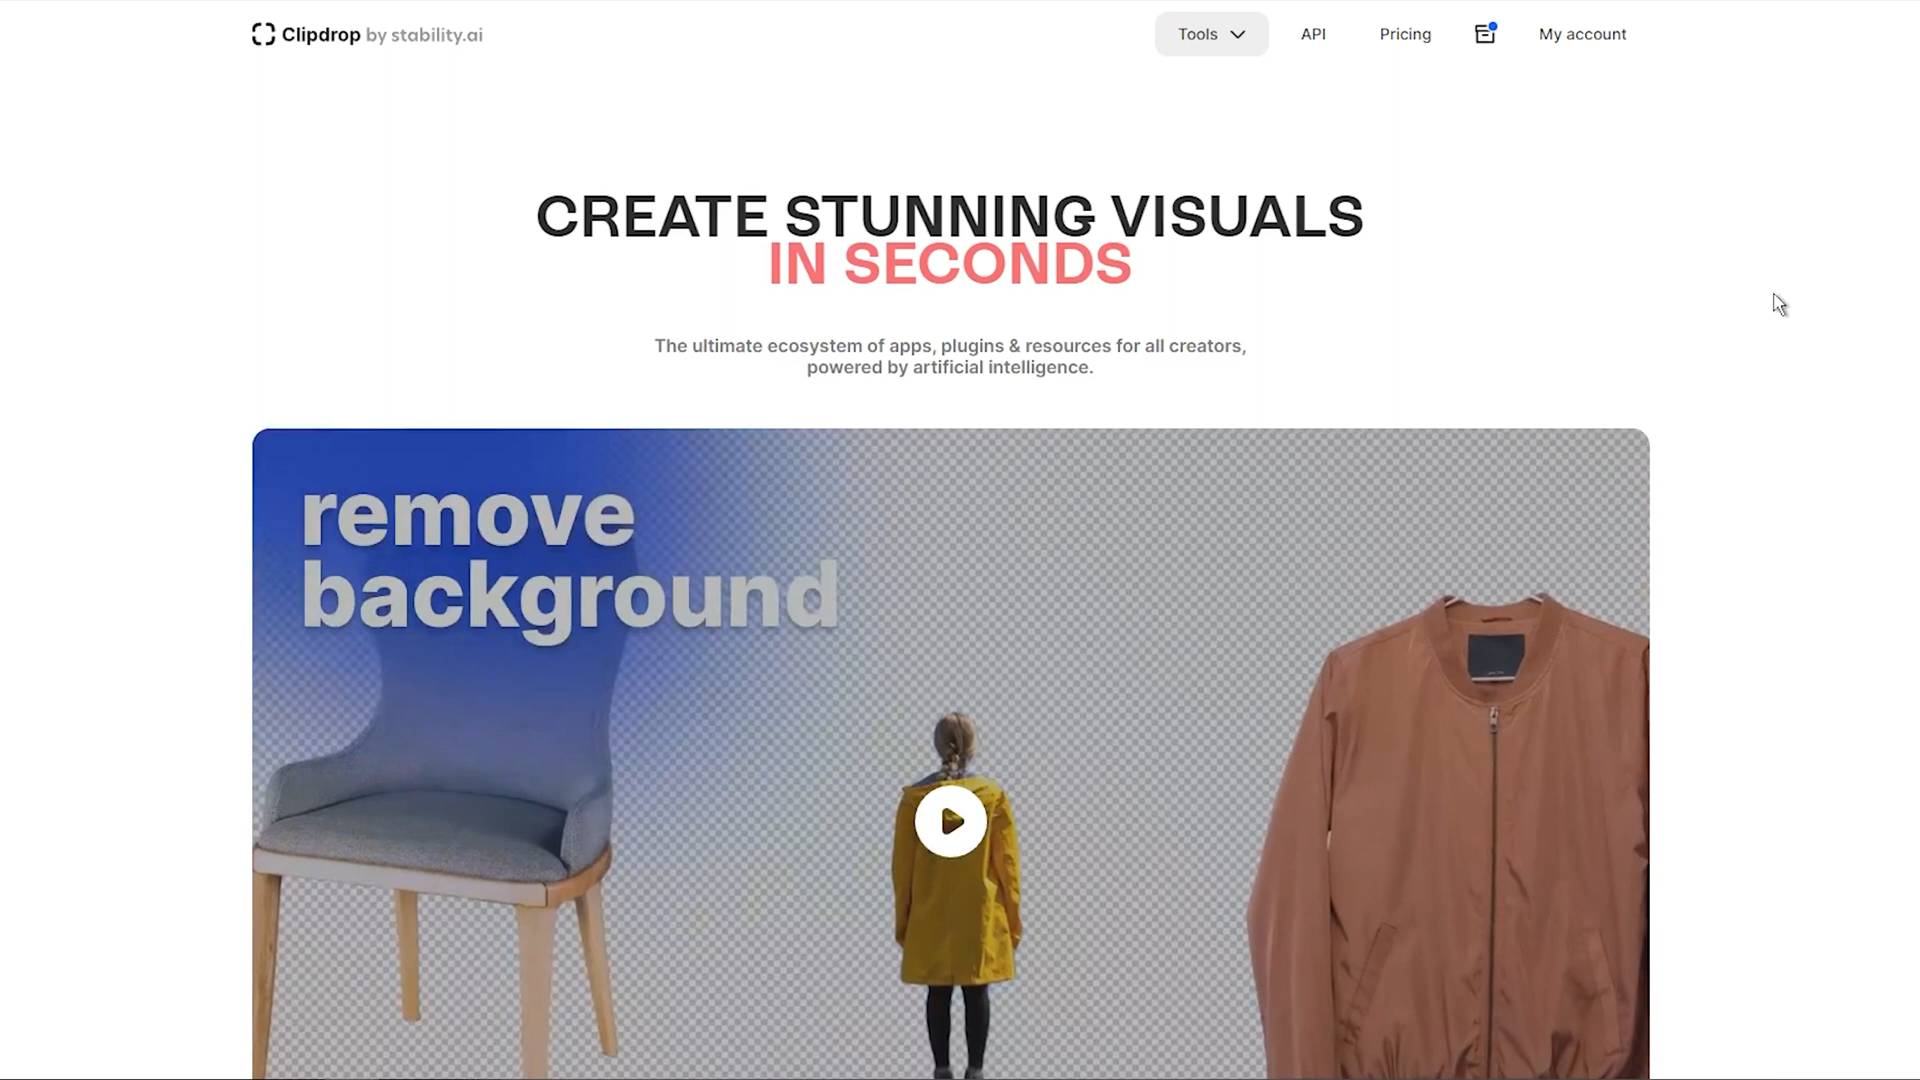 Clipdrop by stability.ai
Tools
API
Pricing
My account
CREATE STUNNING VISUALS
IN SECONDS
The ultimate ecosystem of apps, plugins & resources for all creators,
powered by artificial intelligence.
remove
background